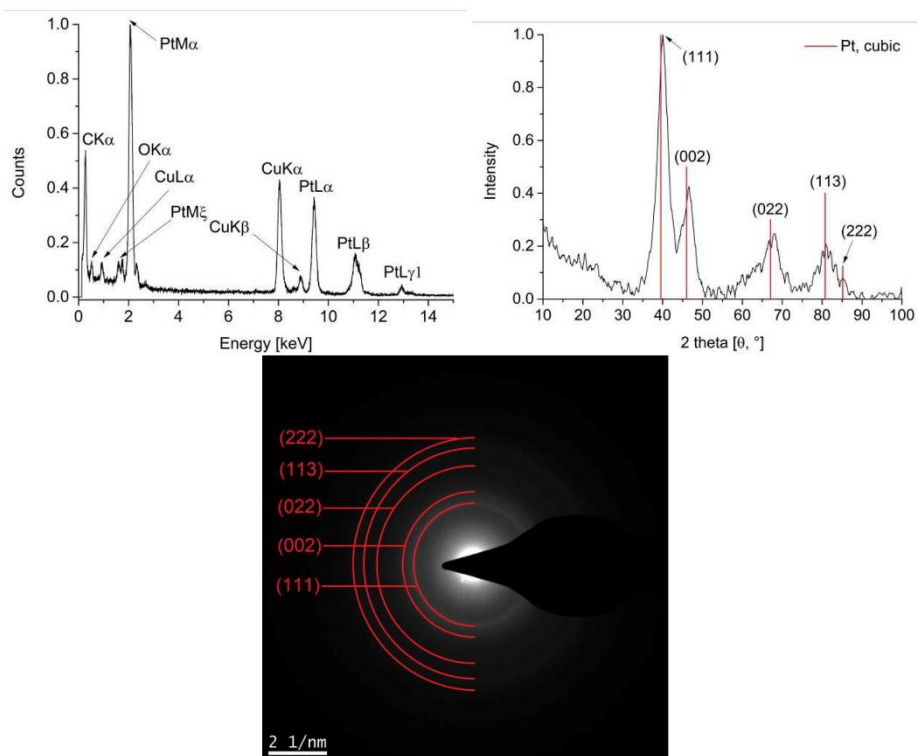 1.0
0.8
0.6
0.4
0.2
0.0
Counts
PtMα
CKα
OKα
CuLα
PtMξ
CuKβ
CuKα
PtLα
PtLβ
PtLγ1
0 2 4 6 8 10 12 14
Energy [keV]
1.0
0.8
0.6
0.4
0.2
0.0
Intensity
Pt, cubic
(111)
(002)
(022)
(113)
(222)
10 20 30 40 50 60 70 80 90 100
2 theta [θ, °]
(222)
(113)
(022)
(002)
(111)
2 1/nm